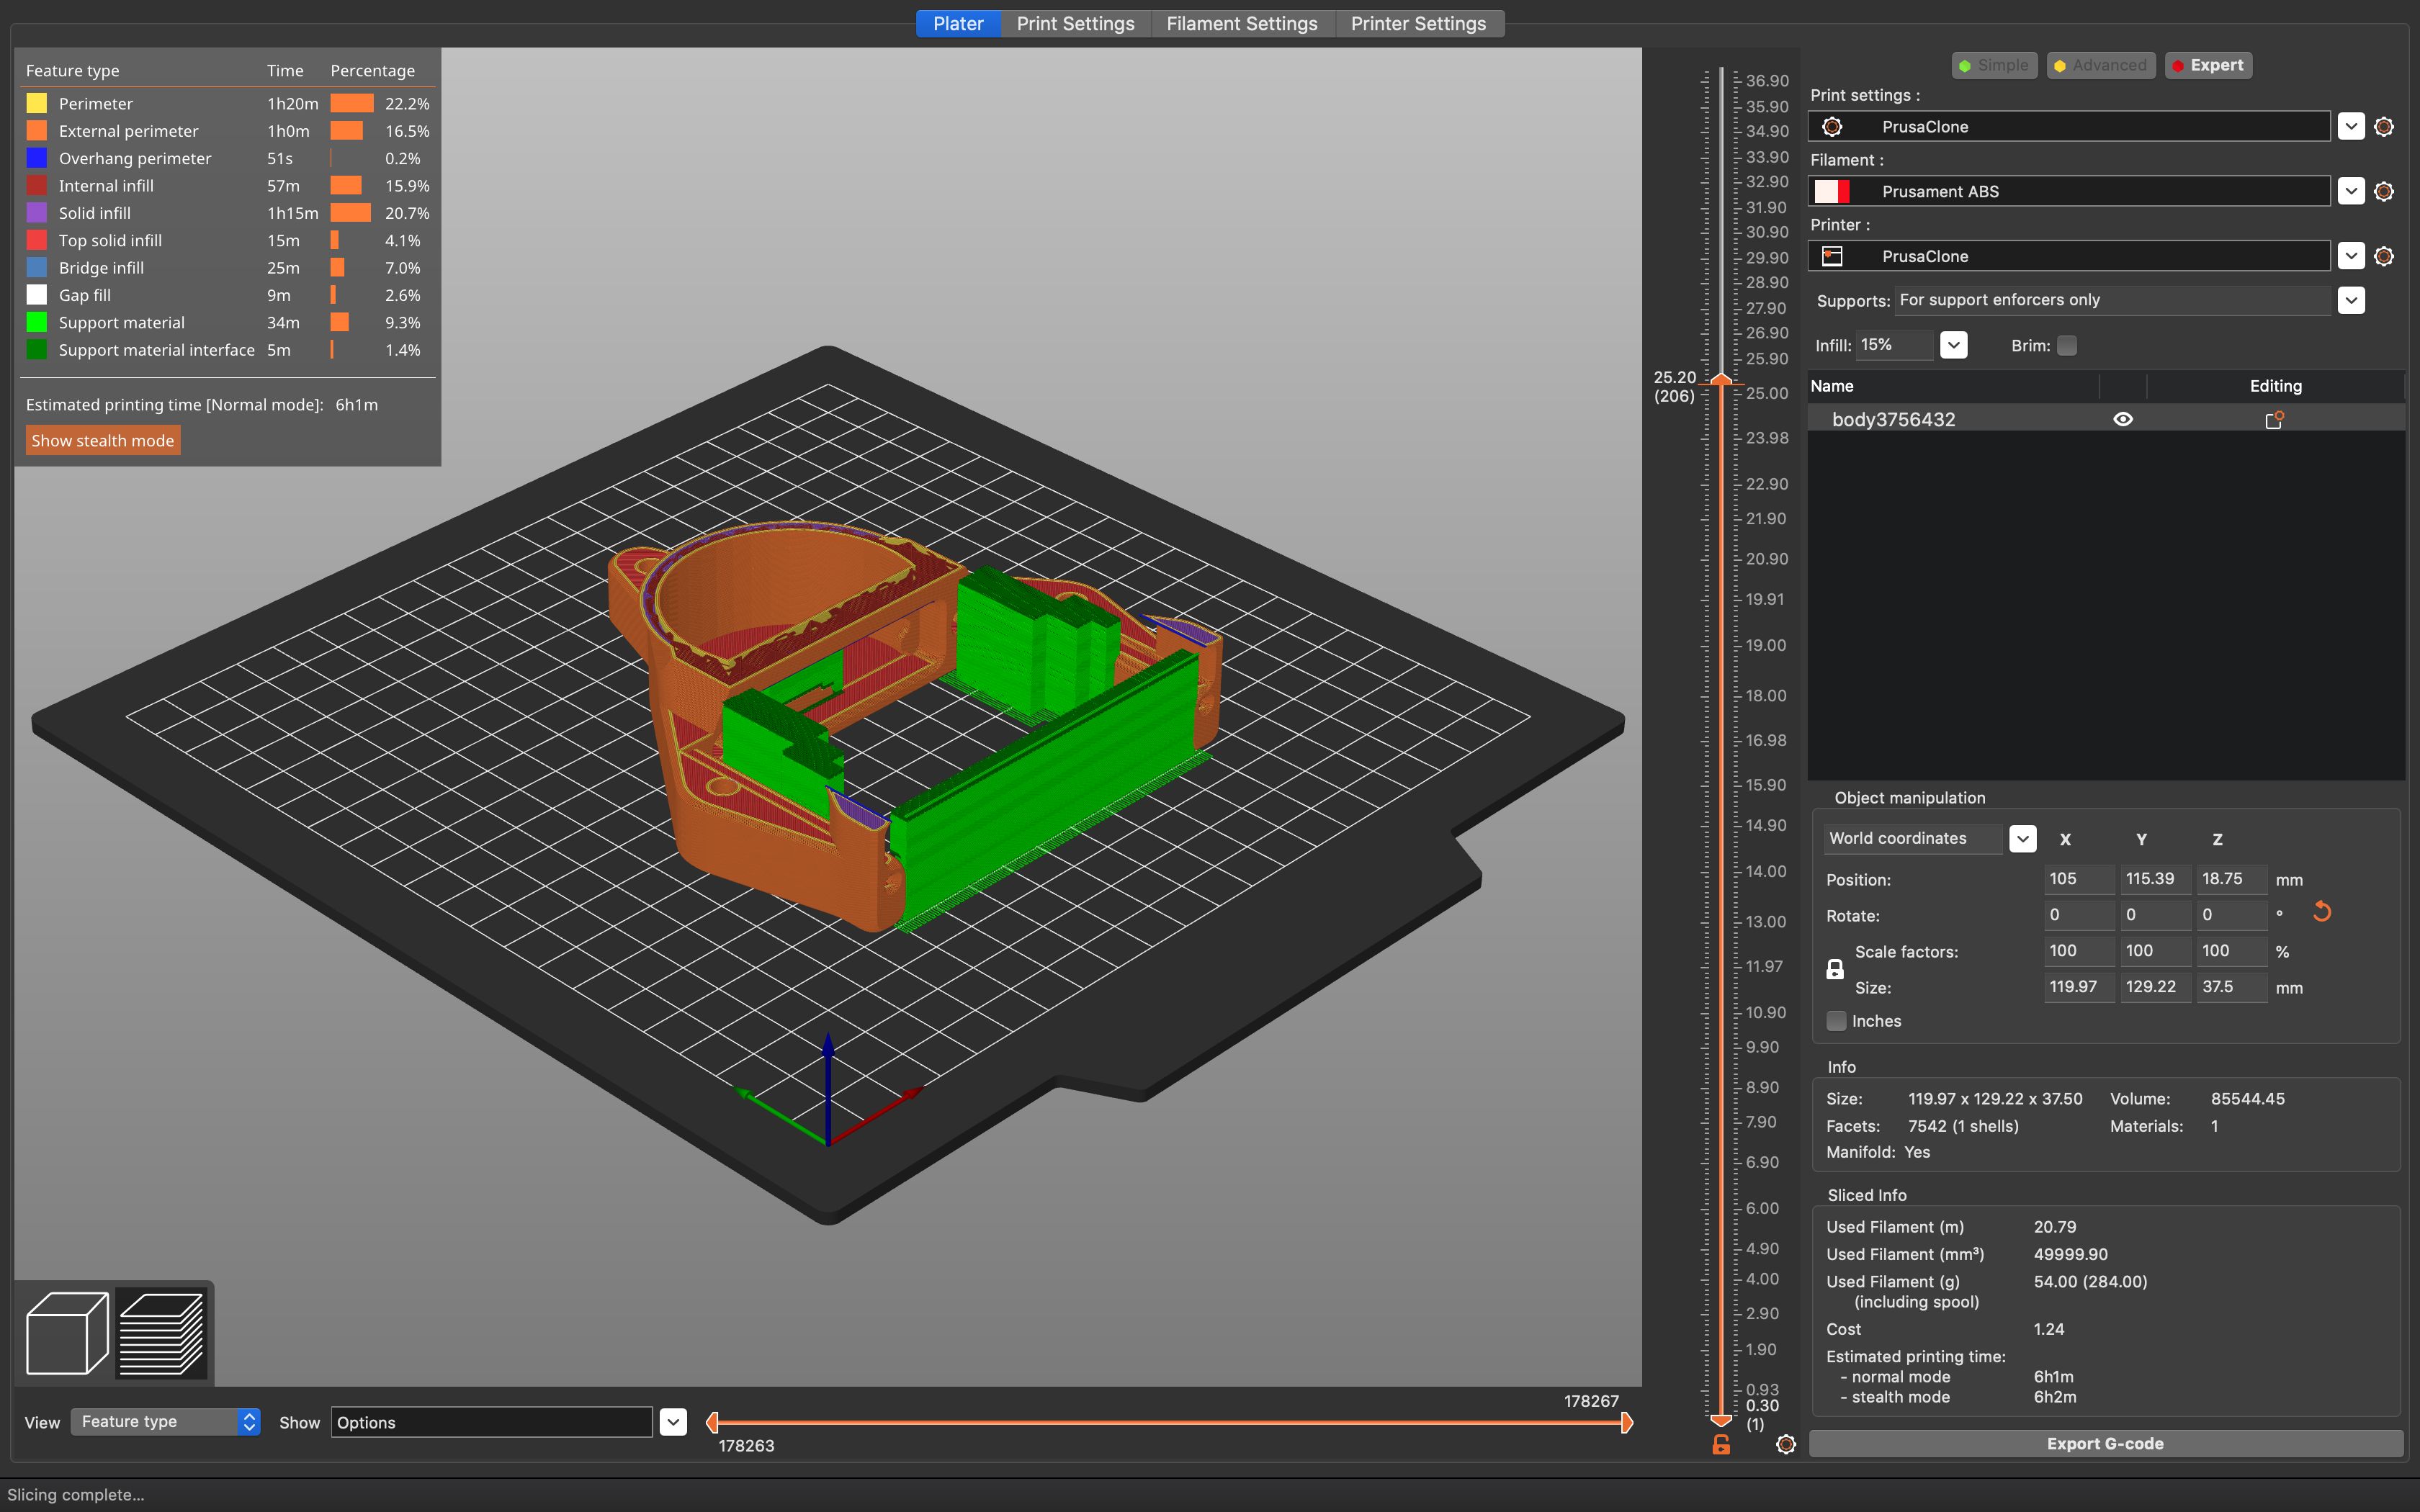 Plater Print Settings Filament Settings Printer Settings
Feature type Time Percentage
Perimeter 1h20m 22.2%
External perimeter 1h0m 16.5%
Overhang perimeter 51s 0.2%
Internal infill 57m 15.9%
Solid infill 1h15m 20.7%
Top solid infill 15m 4.1%
Bridge infill 25m 7.0%
Gap fill 9m 2.6%
Support material 34m 9.3%
Support material interface 5m 1.4%
Estimated printing time [Normal mode]: 6h1m
Show stealth mode
36.90
35.90
34.90
33.90
32.90
31.90
30.90
29.90
28.90
27.90
26.90
25.90
25.20
(206)
25.00
23.98
22.90
21.90
20.90
19.91
19.00
18.00
16.98
15.90
14.90
14.00
13.00
11.97
10.90
9.90
8.90
7.90
6.90
6.00
4.90
4.00
2.90
1.90
0.93
0.30
(1)
Simple Advanced Expert
Print settings :
PrusaClone
Filament :
Prusament ABS
Printer :
PrusaClone
Supports: For support enforcers only
Infill: 15% Brim:
Name Editing
body3756432
Object manipulation
World coordinates X Y Z
Position: 105 115.39 18.75 mm
Rotate: 0 0 0 °
Scale factors: 100 100 100 %
Size: 119.97 129.22 37.5 mm
Inches
Info
Size: 119.97 x 129.22 x 37.50 Volume: 85544.45
Facets: 7542 (1 shells) Materials: 1
Manifold: Yes
Sliced Info
Used Filament (m) 20.79
Used Filament (mm³) 49999.90
Used Filament (g) 54.00 (284.00)
(including spool)
Cost 1.24
Estimated printing time:
- normal mode 6h1m
- stealth mode 6h2m
Export G-code
178267
View Feature type Show Options
178263
Slicing complete...